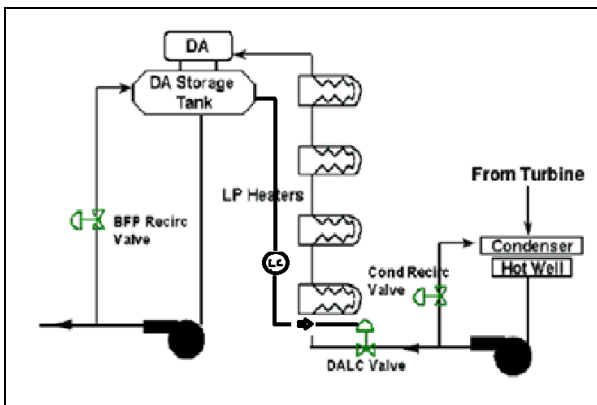 DA
DA Storage
Tank
LP Heaters
From Turbine
BFP Recirc
Valve
Condenser
Hot Well
L.C
Cond Recirc
Valve
DALC Valve